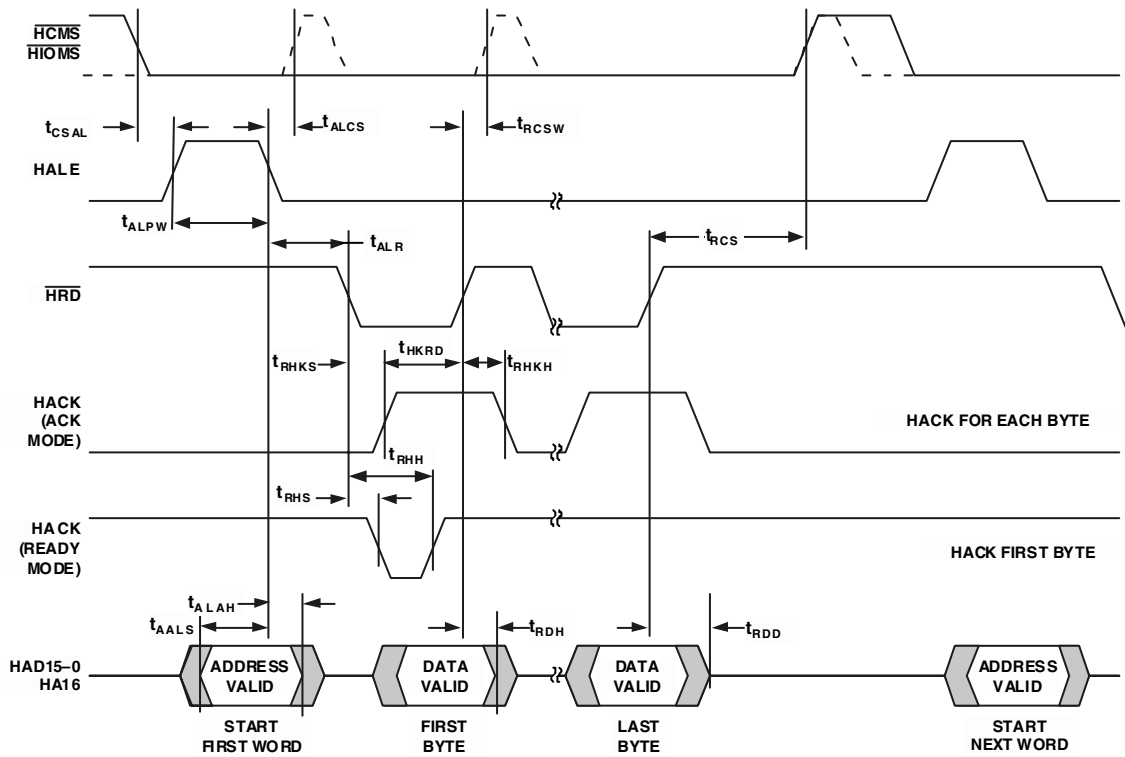 HCMS
HIOMS
tCSAL
tALCS
tRCSW
HALE
tALPW
tALR
tRCS
HRD
tRHKS
tHKRD
tRHKH
HACK
(ACK
MODE)
HACK FOR EACH BYTE
tRHH
tRHS
HACK
(READY
MODE)
HACK FIRST BYTE
tALAH
tAALS
tRDH
tRDD
HAD15–0
HA16
ADDRESS
VALID
DATA
VALID
DATA
VALID
ADDRESS
VALID
START
FIRST WORD
FIRST
BYTE
LAST
BYTE
START
NEXT WORD